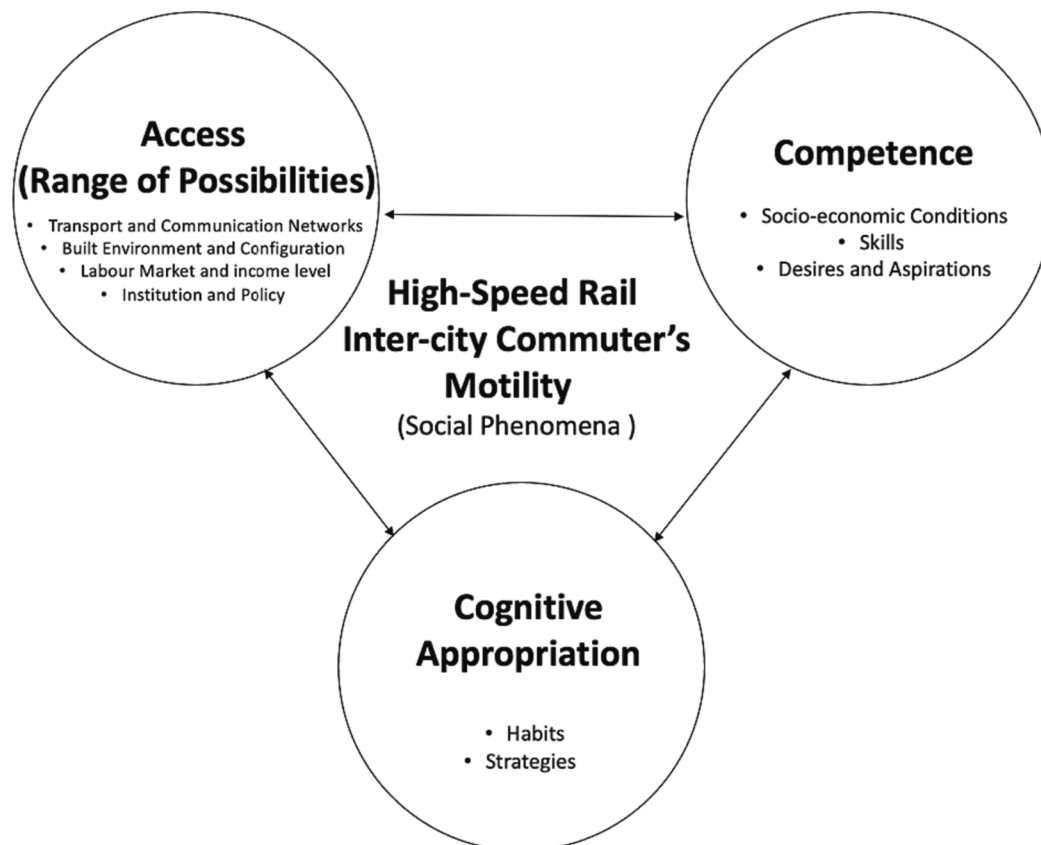 Access
(Range of Possibilities)
• Transport and Communication Networks
• Built Environment and Configuration
• Labour Market and income level
• Institution and Policy
Competence
• Socio-economic Conditions
• Skills
• Desires and Aspirations
High-Speed Rail
Inter-city Commuter’s
Motility
(Social Phenomena )
Cognitive
Appropriation
• Habits
• Strategies